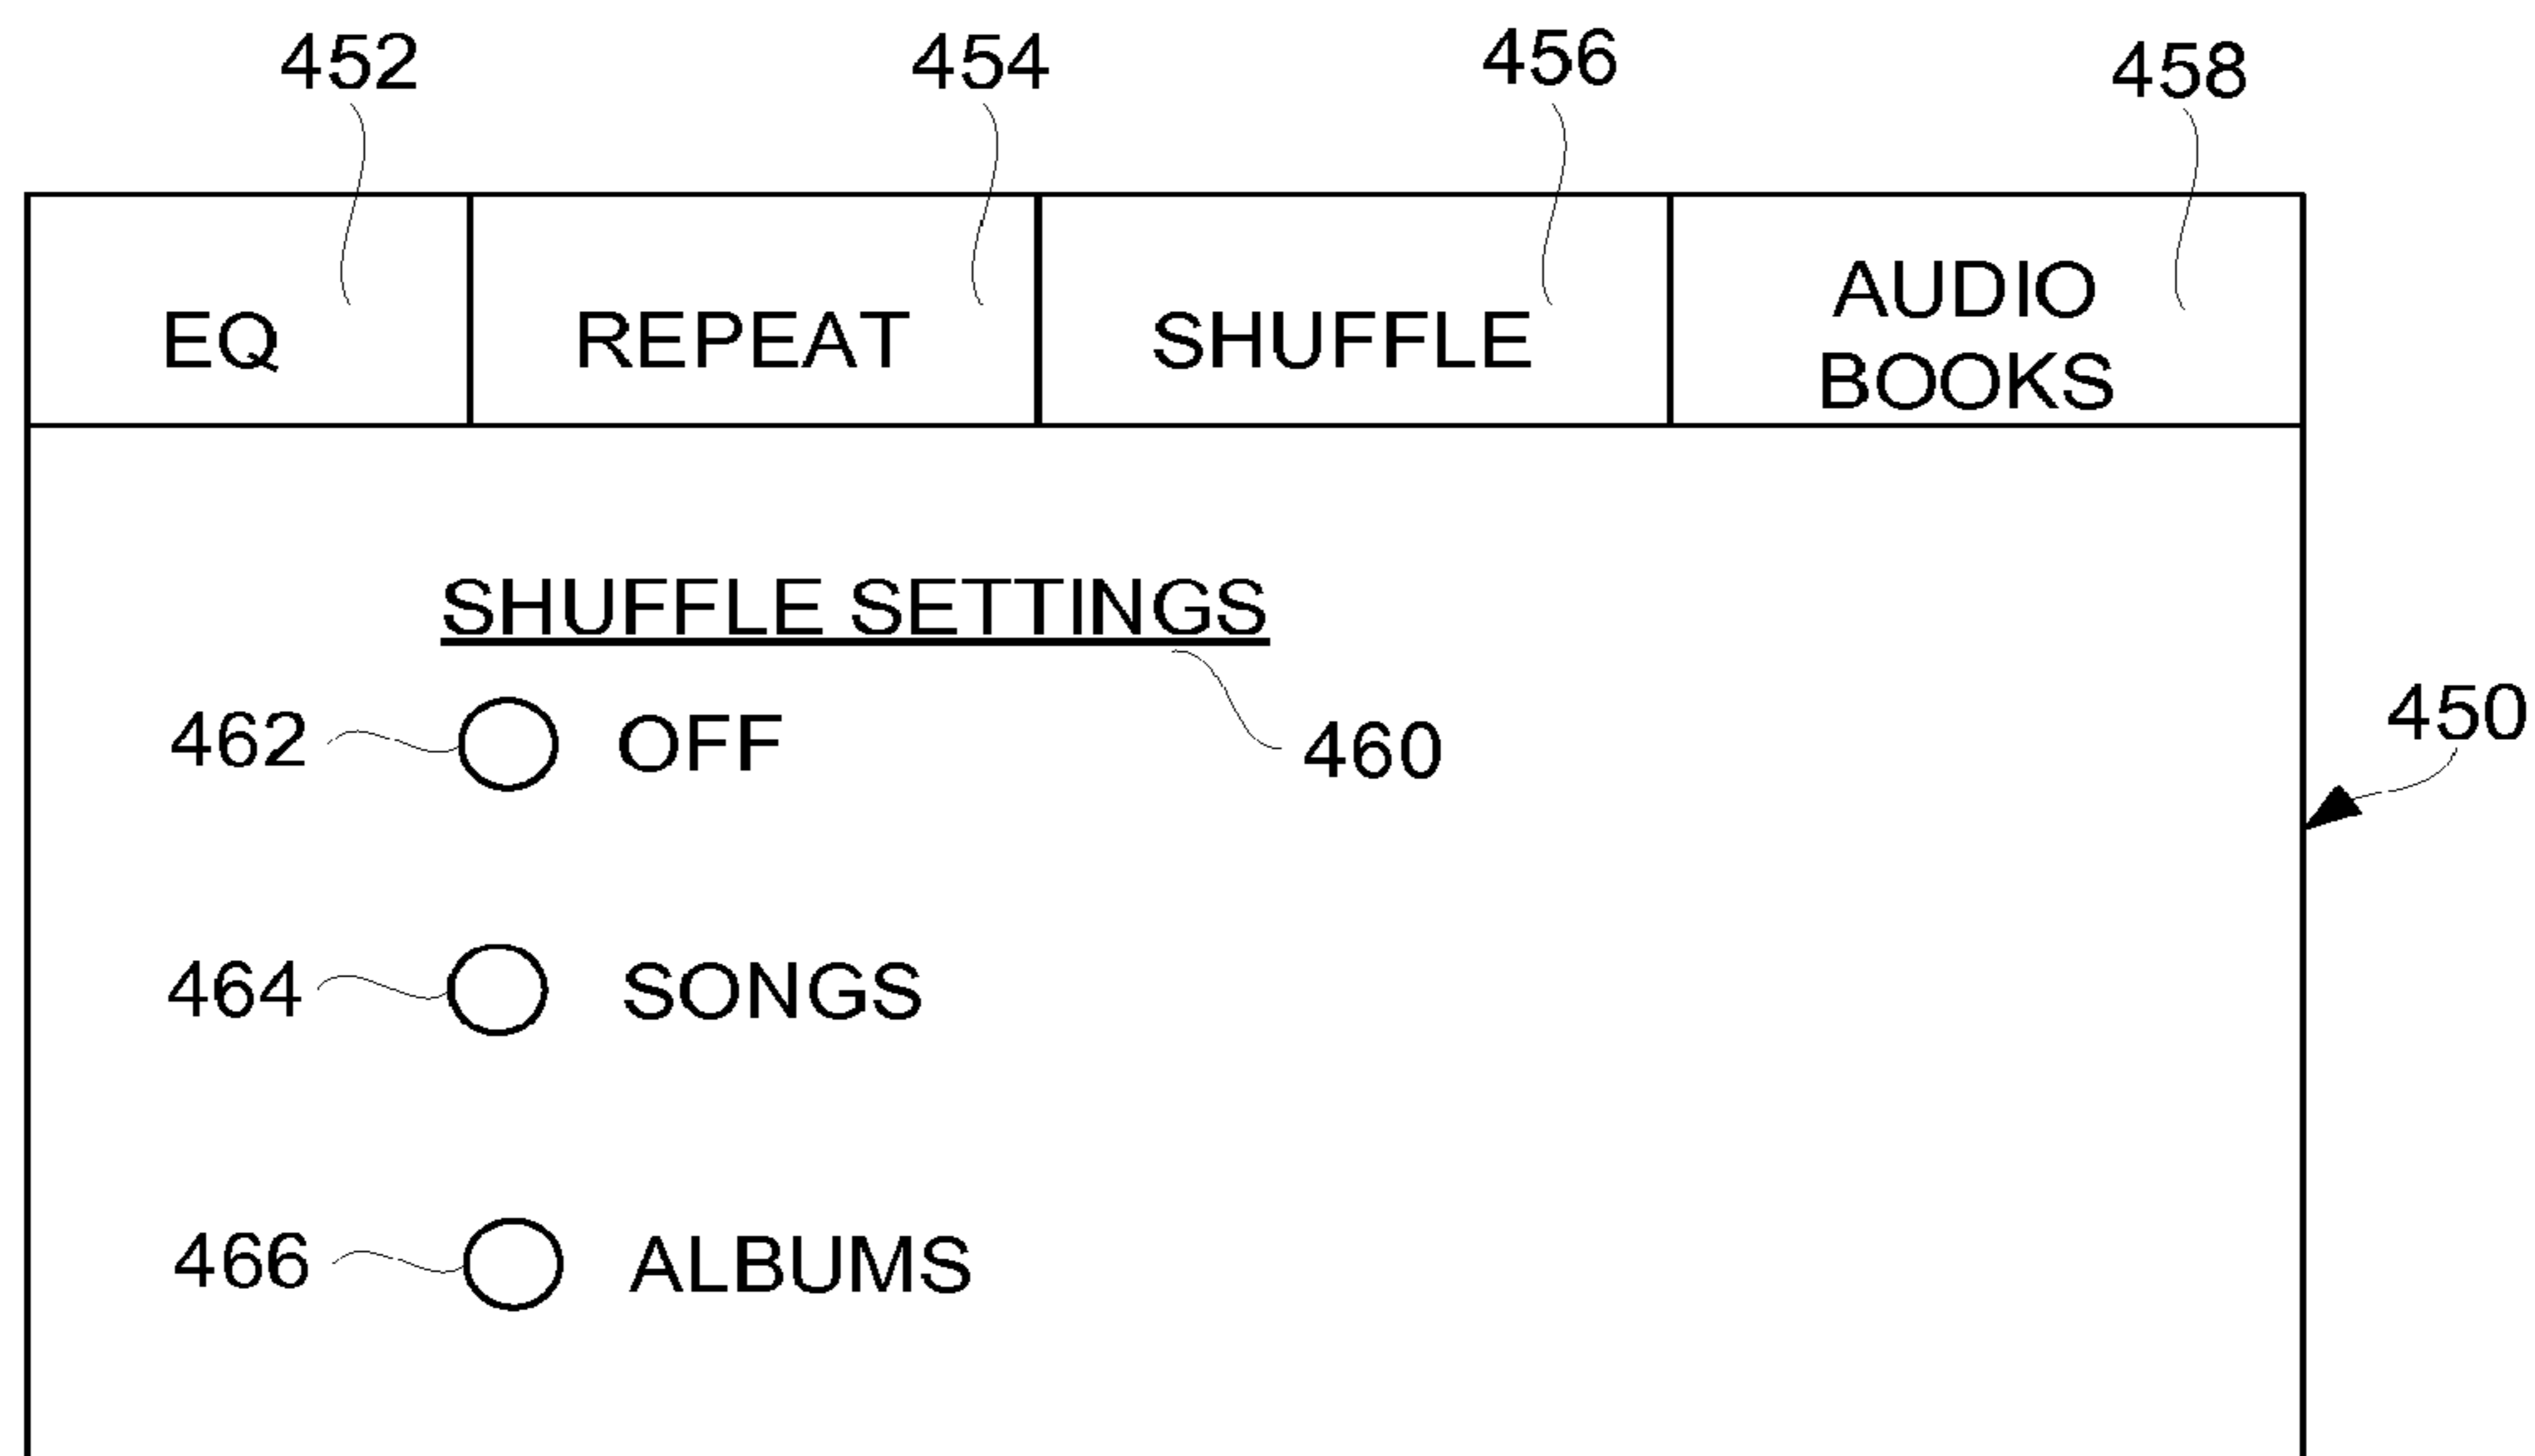 452 454 456 458
EQ REPEAT SHUFFLE AUDIO
BOOKS
SHUFFLE SETTINGS
462 OFF 460 450
464 SONGS
466 ALBUMS